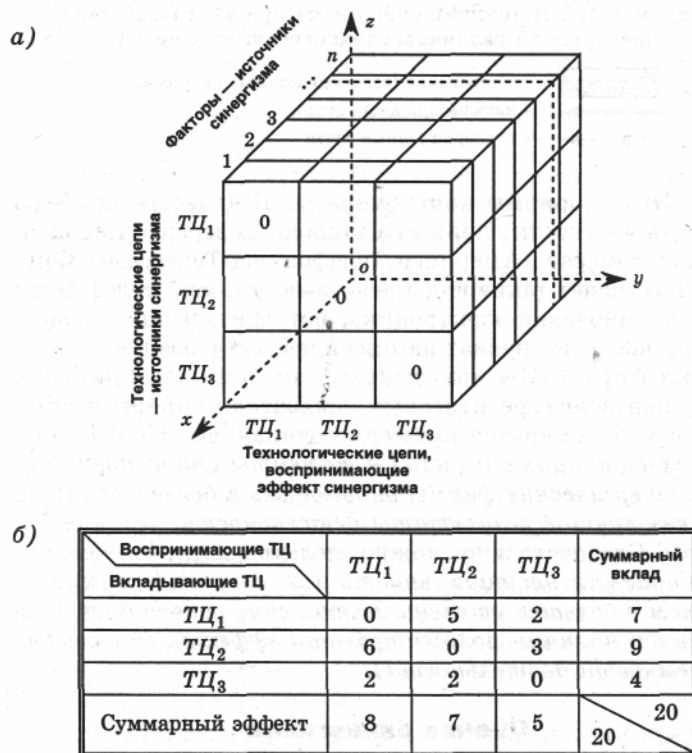 а)
z
n
...
3
2
1
Факторы — источники
синергизма
Технологические цепи
— источники синергизма
ТЦ₁
0
o
y
ТЦ₂
0
ТЦ₃
0
x
ТЦ₁ ТЦ₂ ТЦ₃
Технологические цепи,
воспринимающие
эффект синергизма
б)
Воспринимающие ТЦ
Вкладывающие ТЦ
ТЦ₁ ТЦ₂ ТЦ₃ Суммарный
вклад
ТЦ₁ 0 5 2 7
ТЦ₂ 6 0 3 9
ТЦ₃ 2 2 0 4
Суммарный эффект 8 7 5 20
20